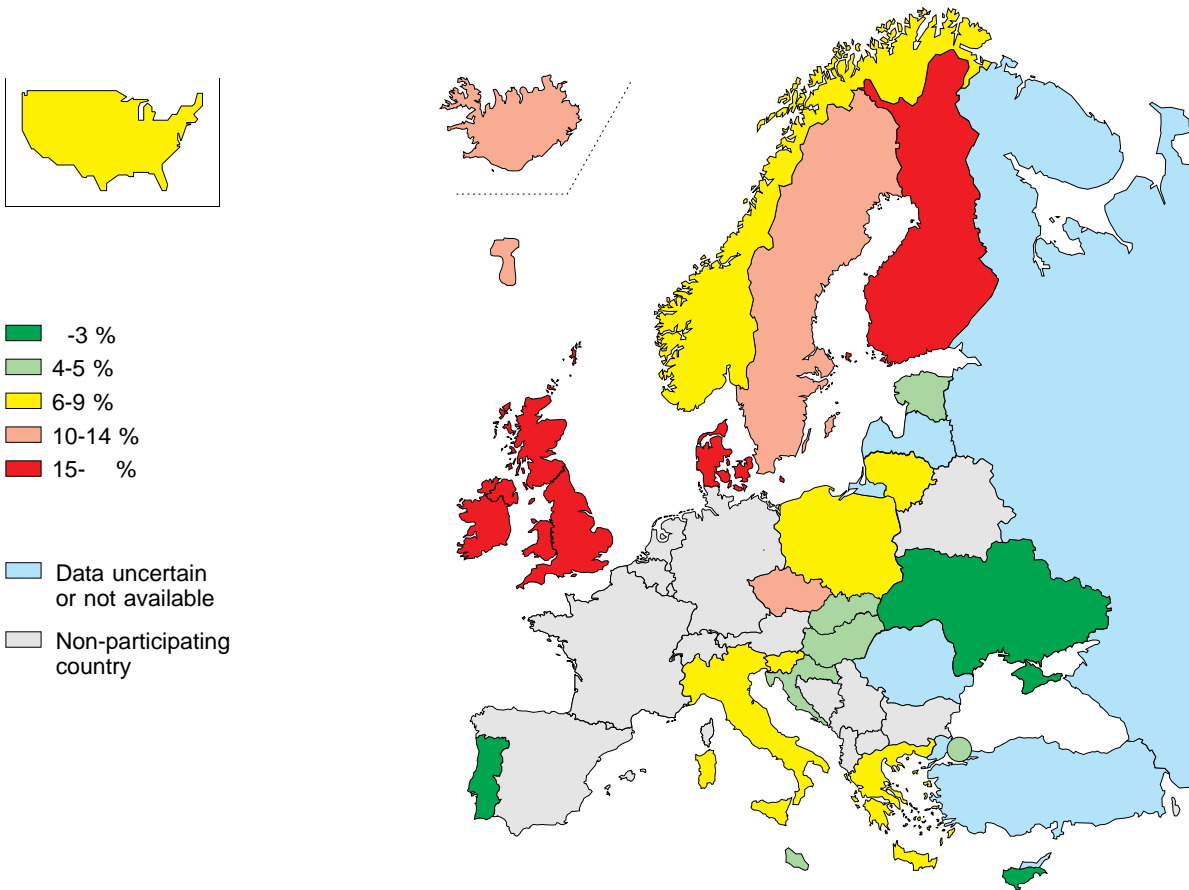 -3 %
4-5 %
6-9 %
10-14 %
15- %
Data uncertain
or not available
Non-participating
country